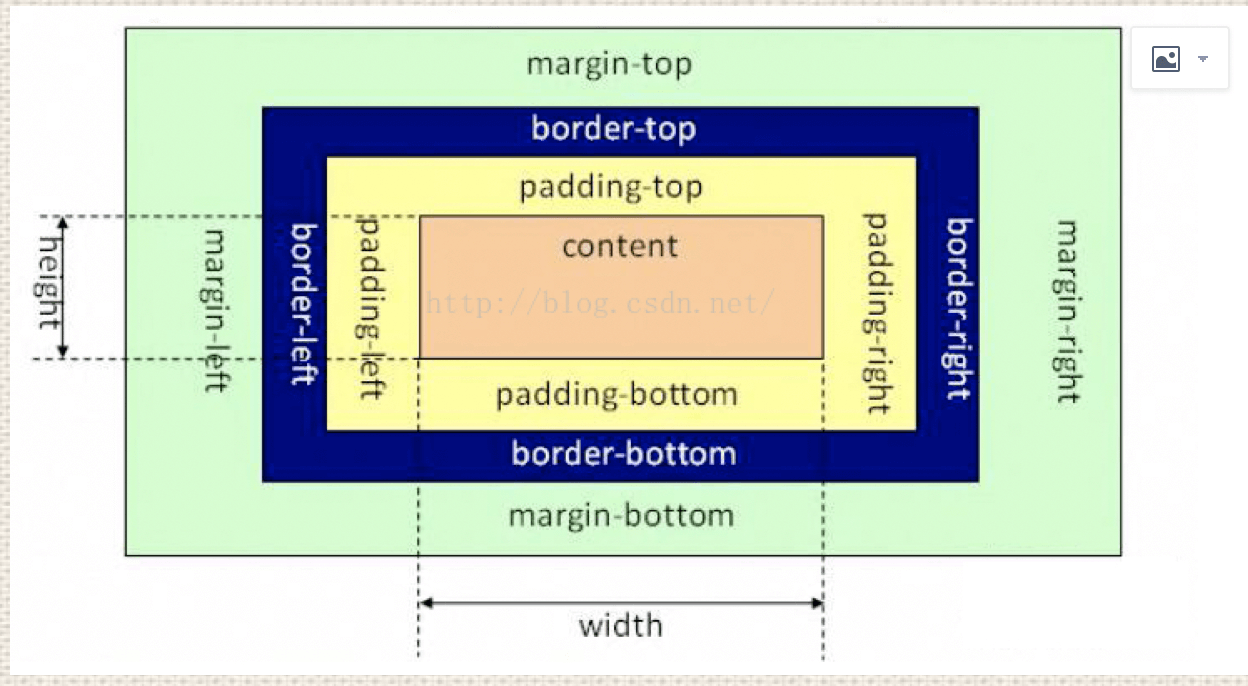 margin-top
border-top
padding-top
height
margin-left
border-left
padding-left
content
http://blog.csdn.net/
padding-right
border-right
margin-right
padding-bottom
border-bottom
margin-bottom
width